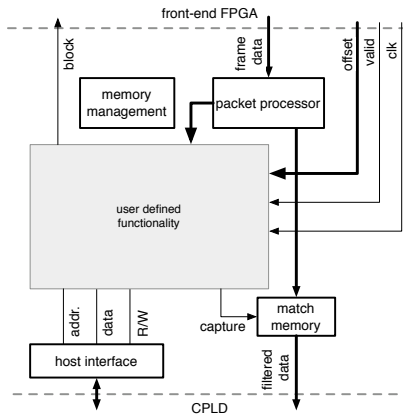 front-end FPGA
block
frame
data
offset
valid
clk
memory
management
packet processor
user defined
functionality
addr.
data
R/W
capture
match
memory
host interface
filtered
data
CPLD